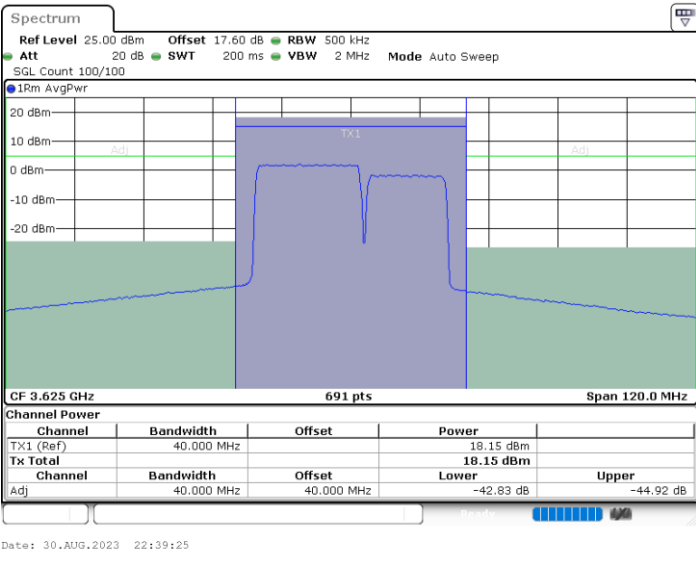 Spectrum
Ref Level 25.00 dBm Offset 17.60 dB RBW 500 kHz
Att 20 dB SWT 200 ms VBW 2 MHz Mode Auto Sweep
SGL Count 100/100
1Rm AvgPwr
20 dBm
TX1
10 dBm
Adj Adj
0 dBm
-10 dBm
-20 dBm
CF 3.625 GHz 691 pts Span 120.0 MHz
Channel Power
Channel Bandwidth Offset Power
TX1 (Ref) 40.000 MHz 18.15 dBm
Tx Total 18.15 dBm
Channel Bandwidth Offset Lower Upper
Adj 40.000 MHz 40.000 MHz -42.83 dB -44.92 dB
Ready
Date: 30.AUG.2023 22:39:25